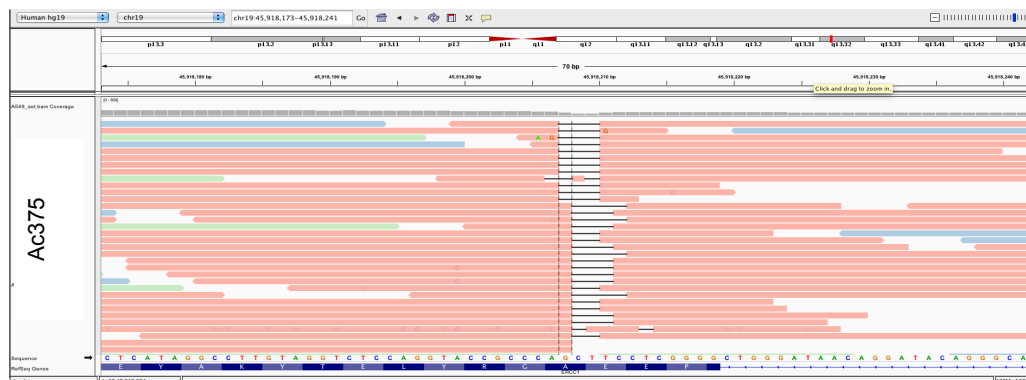 Human hg19 chr19 chr19:45,918,173-45,918,241 Go
p13.3 p13.2 p13.13 p13.11 p12 p11 q11 q12 q13.11 q13.12 q13.13 q13.2 q13.31 q13.32 q13.33 q13.41 q13.42
70 bp
45,918,180 bp 45,918,190 bp 45,918,200 bp 45,918,210 bp 45,918,220 bp 45,918,230 bp 45,918,240 bp
Click and drag to zoom in.
A549_set.bam Coverage
G
A G
Ac375
A
Sequence
C T C A T A G G C C T T G T A G G T C T C C A G G T A C C G C C C A G C T T C C T C G G G G C T G G G A T A A C A G G A T A C A G G G C A
RefSeq Genes
E Y A K Y T E L Y R G A E E P
ERCC1